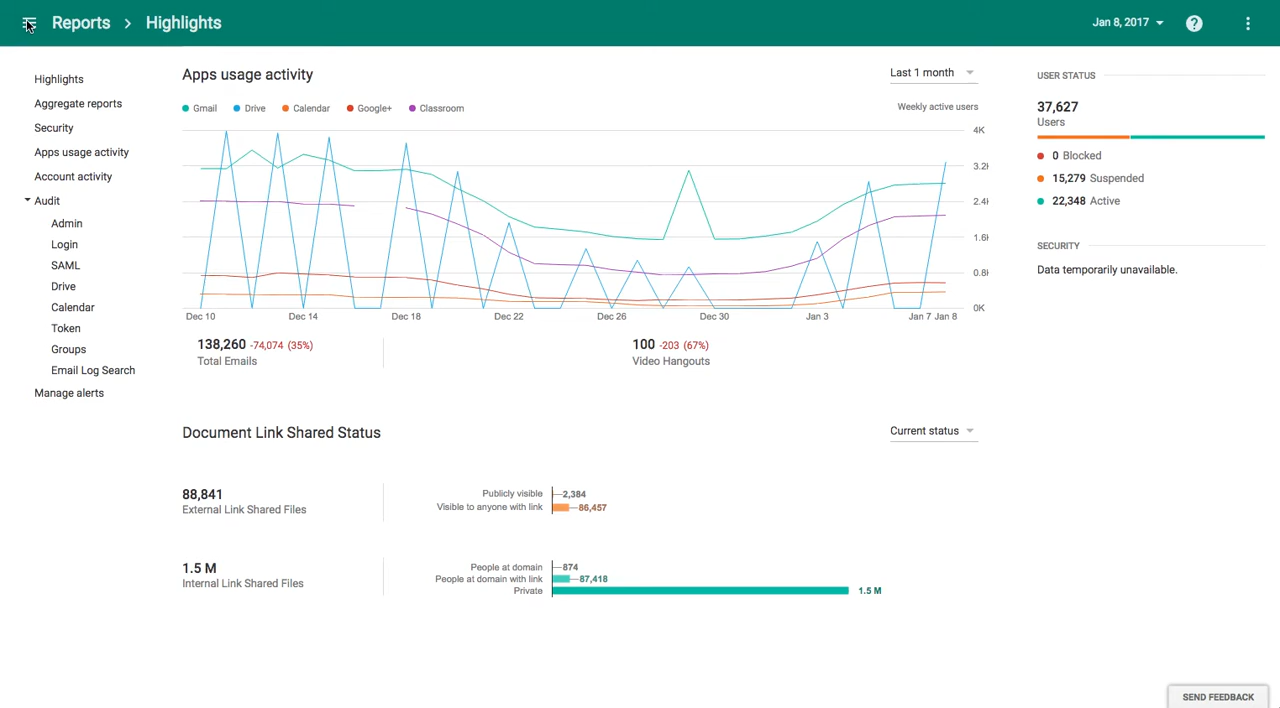 Reports > Highlights
Jan 8, 2017
?
Highlights
Aggregate reports
Security
Apps usage activity
Account activity
Audit
Admin
Login
SAML
Drive
Calendar
Token
Groups
Email Log Search
Manage alerts
Apps usage activity
Last 1 month
Gmail Drive Calendar Google+ Classroom
Weekly active users
4K
3.2K
2.4K
1.6K
0.8K
0K
Dec 10 Dec 14 Dec 18 Dec 22 Dec 26 Dec 30 Jan 3 Jan 7 Jan 8
138,260 -74,074 (35%)
Total Emails
100 -203 (67%)
Video Hangouts
Document Link Shared Status
Current status
88,841
External Link Shared Files
Publicly visible 2,384
Visible to anyone with link 86,457
1.5 M
Internal Link Shared Files
People at domain 874
People at domain with link 87,418
Private 1.5 M
USER STATUS
37,627
Users
0 Blocked
15,279 Suspended
22,348 Active
SECURITY
Data temporarily unavailable.
SEND FEEDBACK